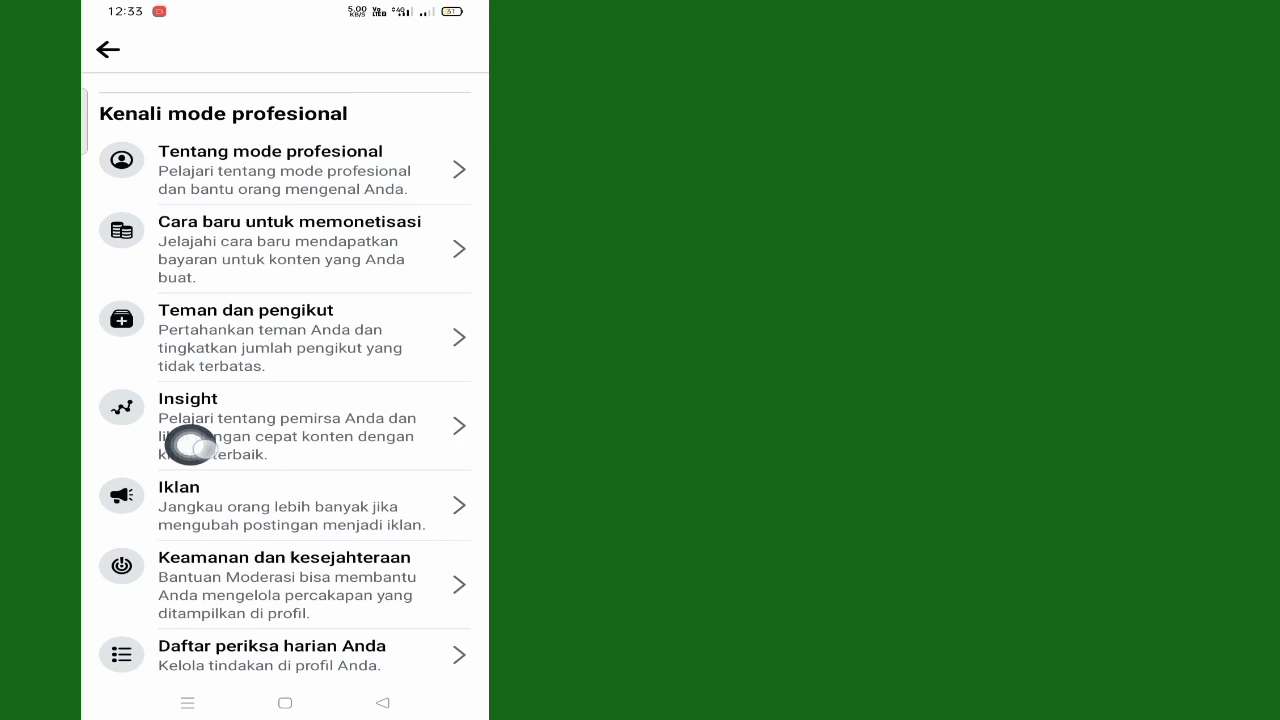 12:33
5.00
KB/S
Vo
LTE2
4G
51
Kenali mode profesional
Tentang mode profesional
Pelajari tentang mode profesional
dan bantu orang mengenal Anda.
Cara baru untuk memonetisasi
Jelajahi cara baru mendapatkan
bayaran untuk konten yang Anda
buat.
Teman dan pengikut
Pertahankan teman Anda dan
tingkatkan jumlah pengikut yang
tidak terbatas.
Insight
Pelajari tentang pemirsa Anda dan
cepat konten dengan
terbaik.
Iklan
Jangkau orang lebih banyak jika
mengubah postingan menjadi iklan.
Keamanan dan kesejahteraan
Bantuan Moderasi bisa membantu
Anda mengelola percakapan yang
ditampilkan di profil.
Daftar periksa harian Anda
Kelola tindakan di profil Anda.